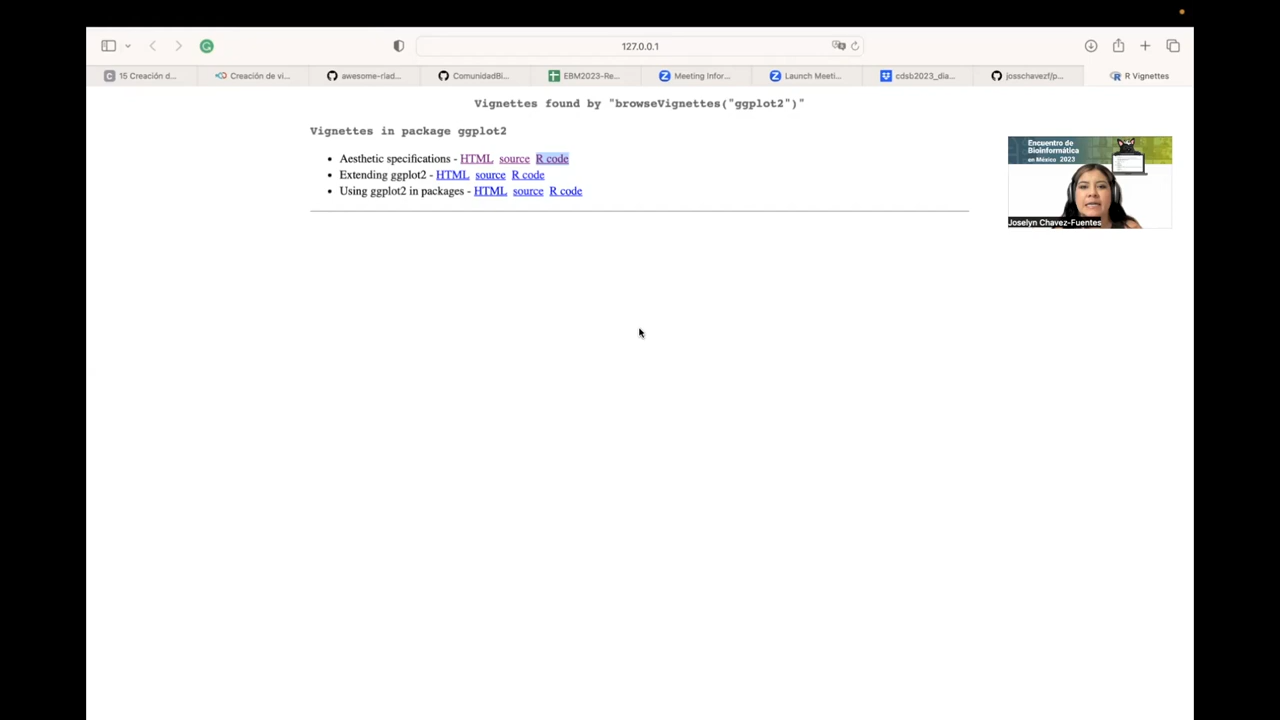 127.0.0.1
15 Creación d...
Creación de vi...
awesome-rlad...
ComunidadBi...
EBM2023-Re...
Meeting Infor...
Launch Meeti...
cdsb2023_dia...
josschavezf/p...
R Vignettes
Vignettes found by "browseVignettes("ggplot2")"
Vignettes in package ggplot2
Aesthetic specifications - HTML source R code
Extending ggplot2 - HTML source R code
Using ggplot2 in packages - HTML source R code
Encuentro de
Bioinformática
en México 2023
Joselyn Chavez-Fuentes